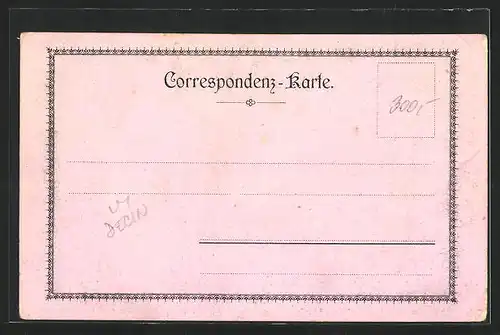 Correspondenz-Karte.
300,-
DECIN